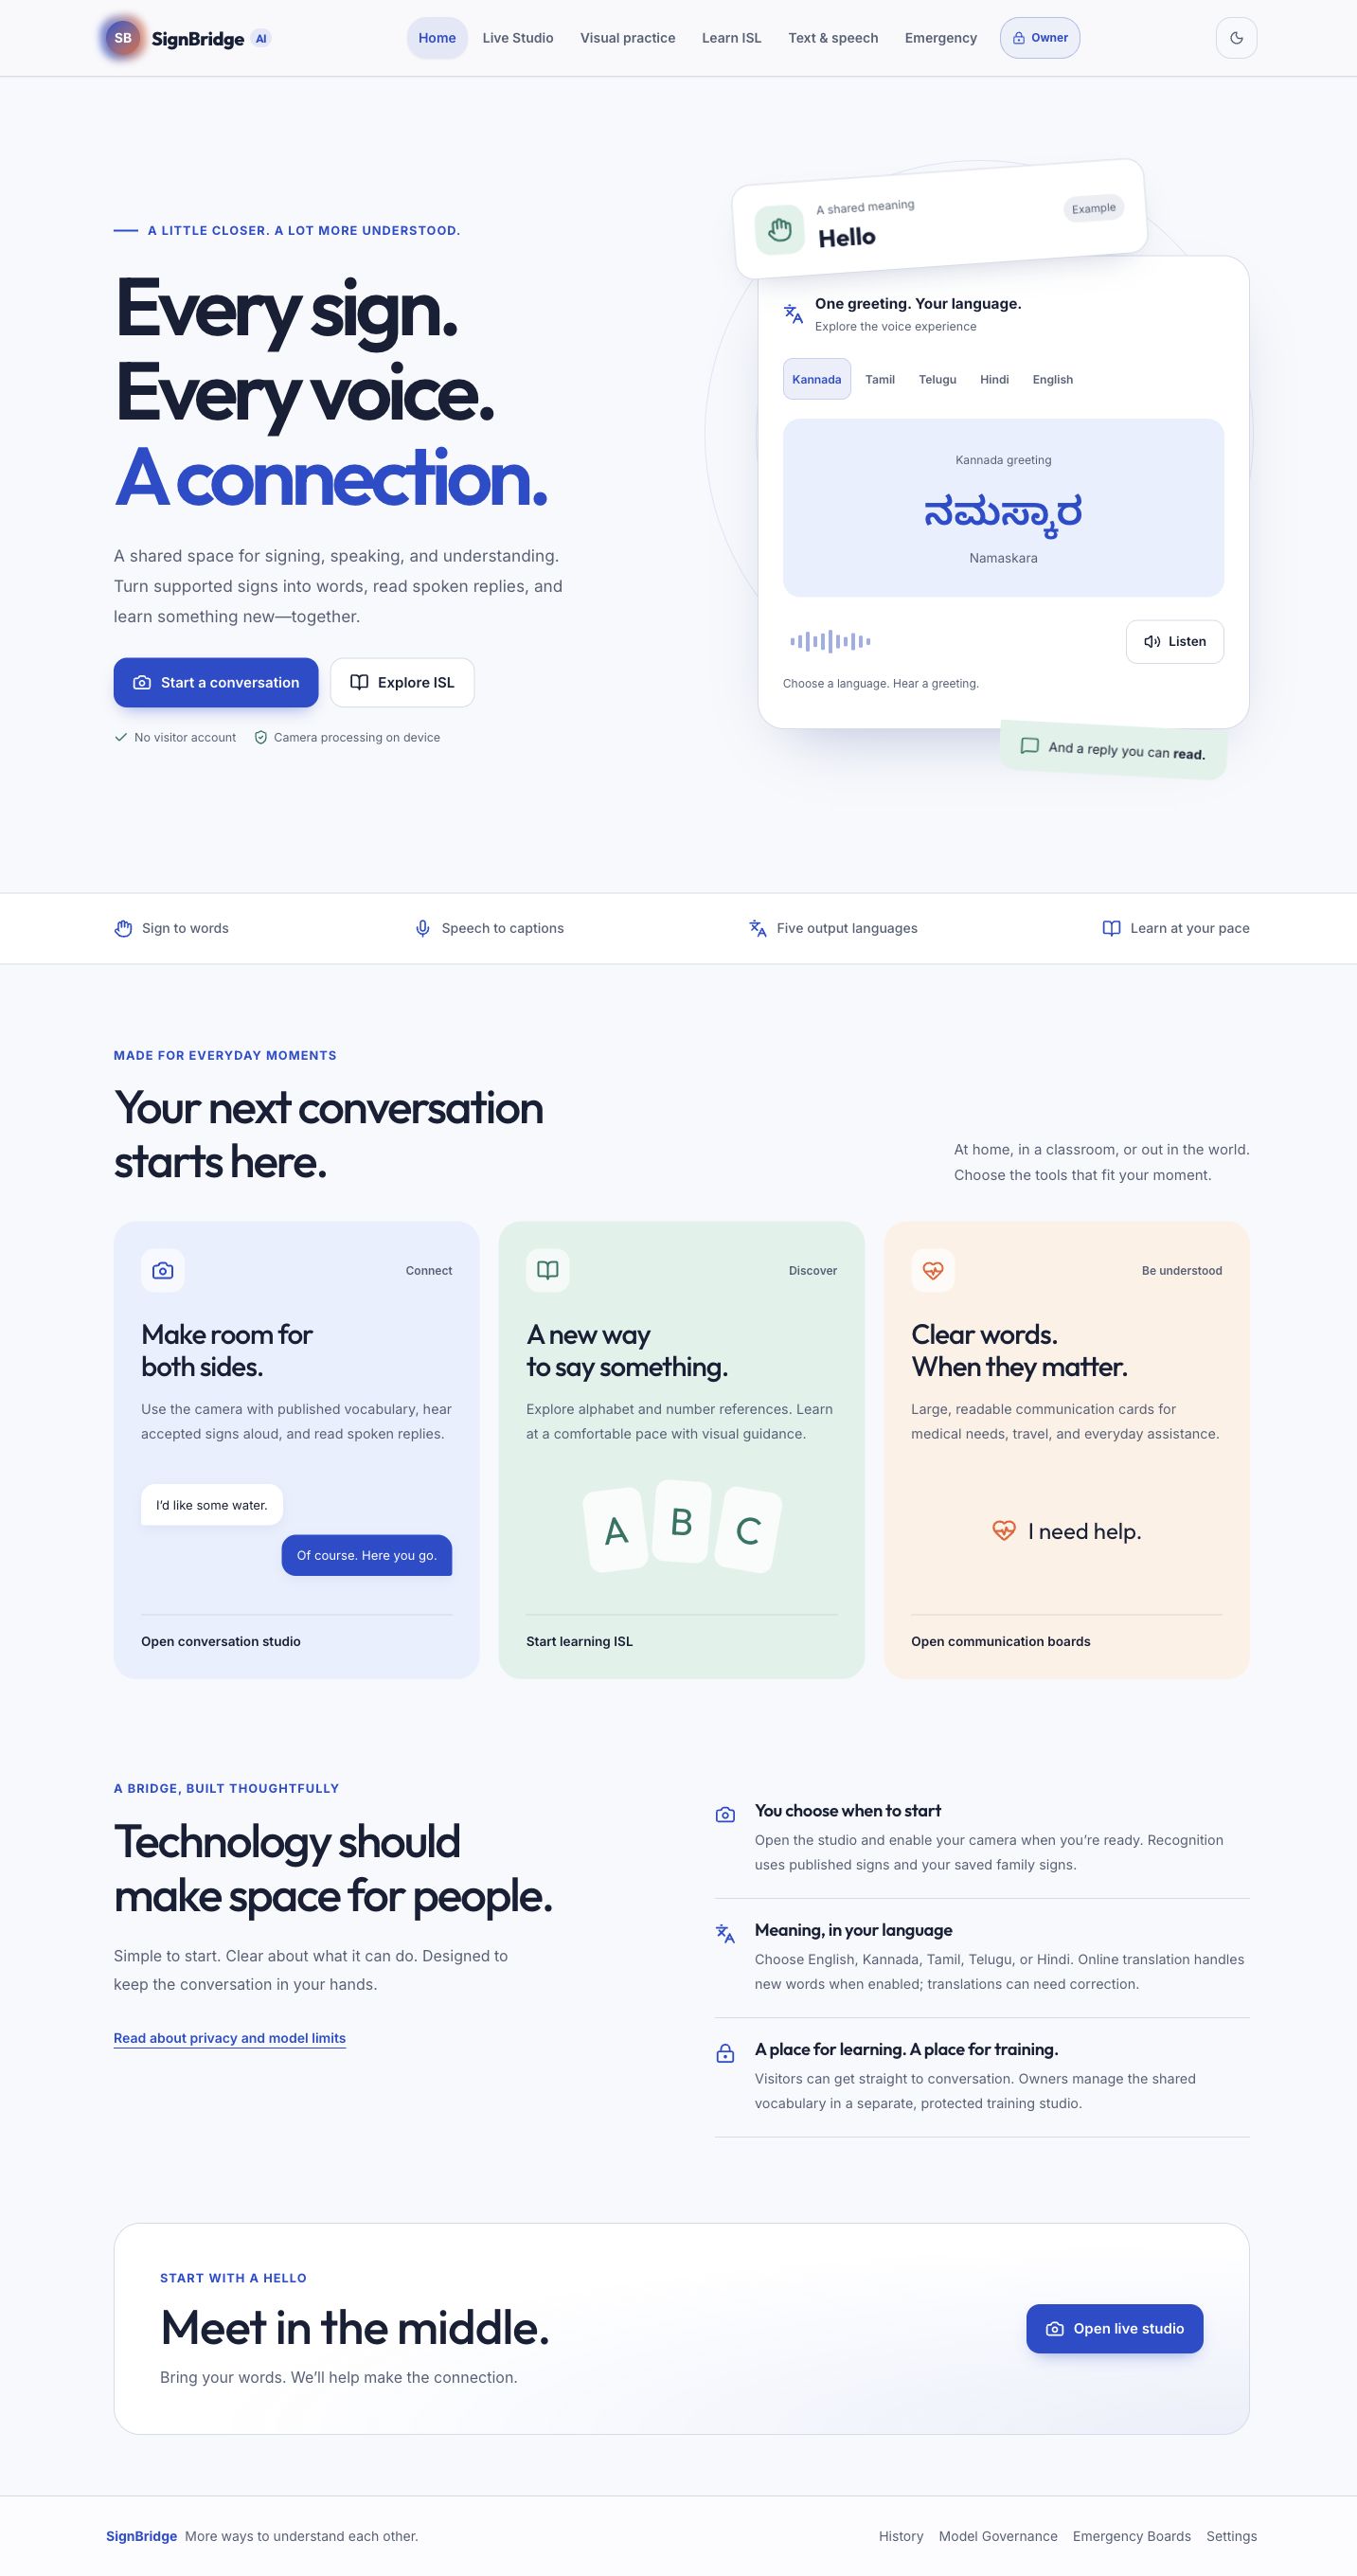 SB SignBridge AI
Home Live Studio Visual practice Learn ISL Text & speech Emergency Owner
A LITTLE CLOSER. A LOT MORE UNDERSTOOD.
Every sign.
Every voice.
A connection.
A shared space for signing, speaking, and understanding.
Turn supported signs into words, read spoken replies, and
learn something new—together.
Start a conversation Explore ISL
No visitor account Camera processing on device
A shared meaning
Hello
Example
One greeting. Your language.
Explore the voice experience
Kannada Tamil Telugu Hindi English
Kannada greeting
ನಮಸ್ಕಾರ
Namaskara
Listen
Choose a language. Hear a greeting.
And a reply you can read.
Sign to words Speech to captions Five output languages Learn at your pace
MADE FOR EVERYDAY MOMENTS
Your next conversation
starts here.
At home, in a classroom, or out in the world.
Choose the tools that fit your moment.
Connect
Make room for
both sides.
Use the camera with published vocabulary, hear
accepted signs aloud, and read spoken replies.
I’d like some water.
Of course. Here you go.
Open conversation studio
Discover
A new way
to say something.
Explore alphabet and number references. Learn
at a comfortable pace with visual guidance.
A B C
Start learning ISL
Be understood
Clear words.
When they matter.
Large, readable communication cards for
medical needs, travel, and everyday assistance.
I need help.
Open communication boards
A BRIDGE, BUILT THOUGHTFULLY
Technology should
make space for people.
Simple to start. Clear about what it can do. Designed to
keep the conversation in your hands.
Read about privacy and model limits
You choose when to start
Open the studio and enable your camera when you’re ready. Recognition
uses published signs and your saved family signs.
Meaning, in your language
Choose English, Kannada, Tamil, Telugu, or Hindi. Online translation handles
new words when enabled; translations can need correction.
A place for learning. A place for training.
Visitors can get straight to conversation. Owners manage the shared
vocabulary in a separate, protected training studio.
START WITH A HELLO
Meet in the middle.
Bring your words. We’ll help make the connection.
Open live studio
SignBridge More ways to understand each other.
History Model Governance Emergency Boards Settings